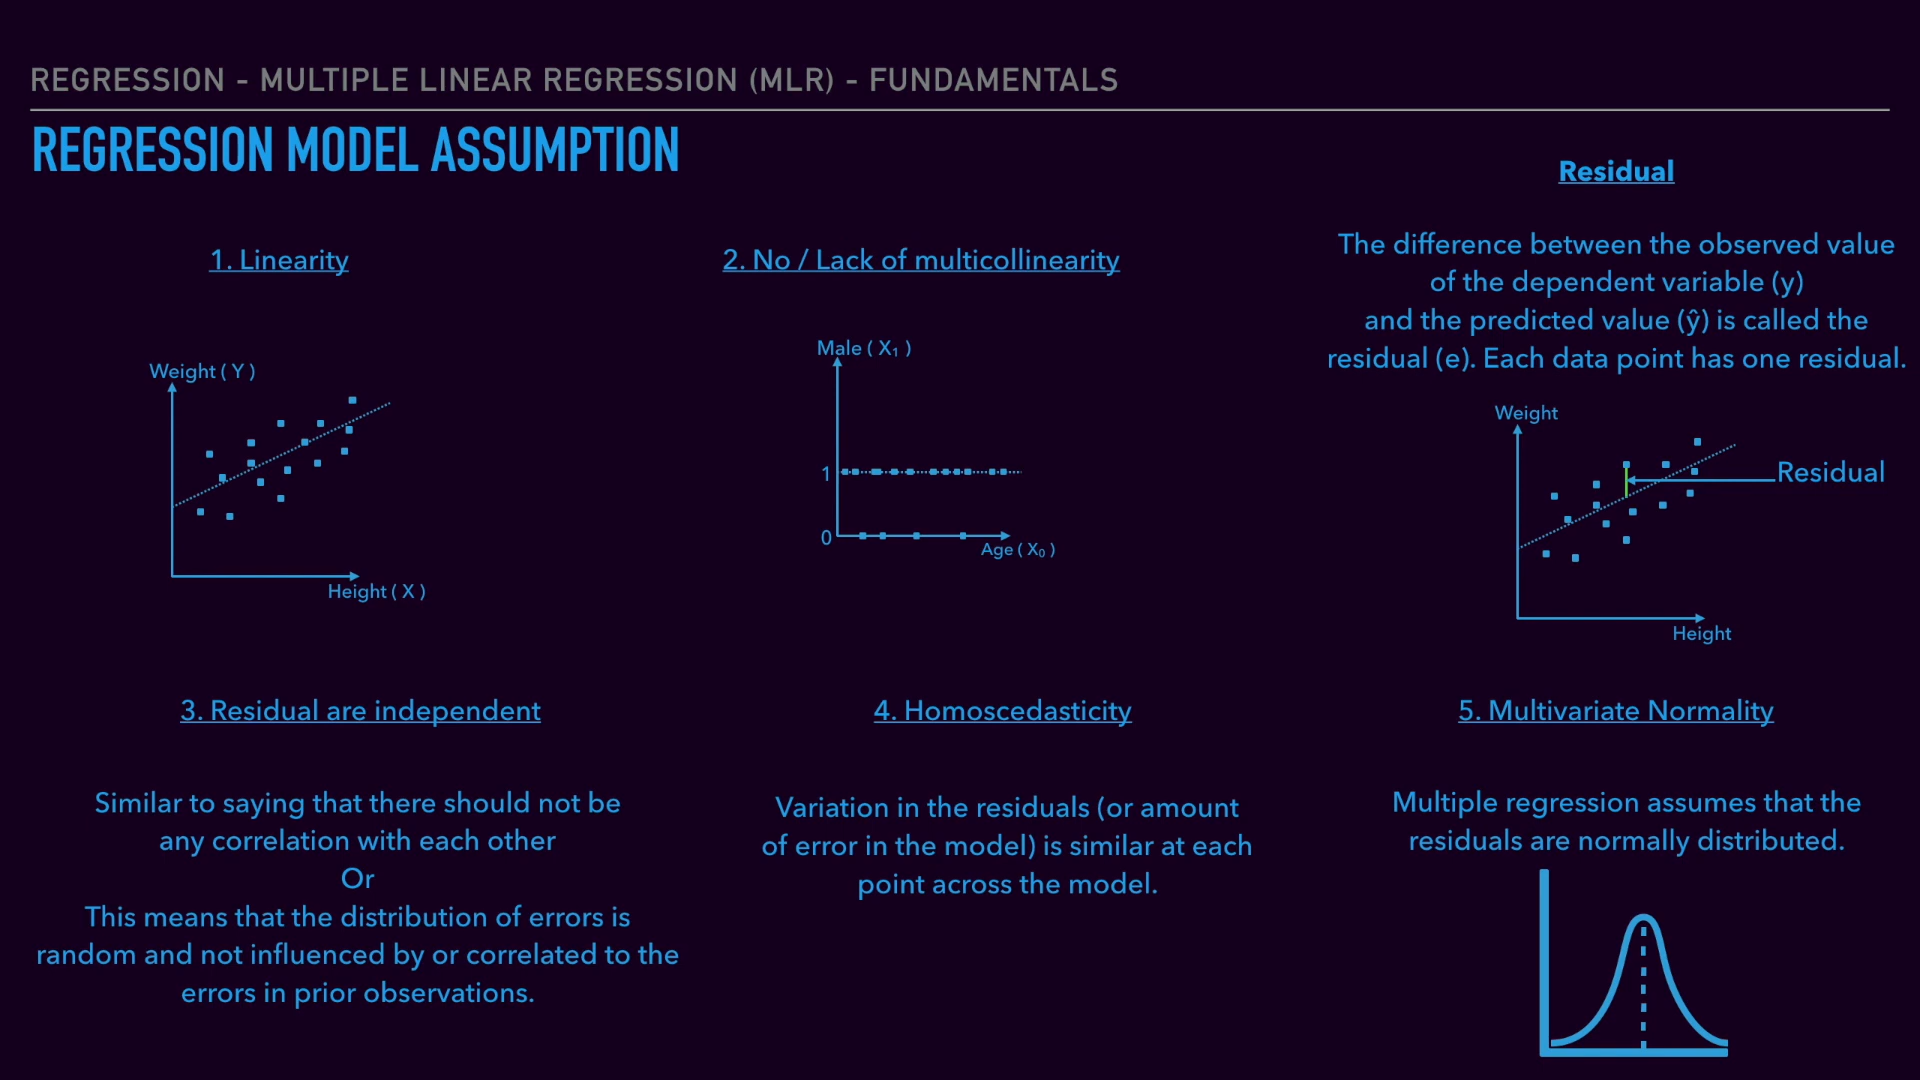 REGRESSION - MULTIPLE LINEAR REGRESSION (MLR) - FUNDAMENTALS
REGRESSION MODEL ASSUMPTION
1. Linearity
Weight ( Y )
Height ( X )
2. No / Lack of multicollinearity
Male ( X₁ )
1
0
Age ( X₀ )
Residual
The difference between the observed value
of the dependent variable (y)
and the predicted value (ŷ) is called the
residual (e). Each data point has one residual.
Weight
Residual
Height
3. Residual are independent
Similar to saying that there should not be
any correlation with each other
Or
This means that the distribution of errors is
random and not influenced by or correlated to the
errors in prior observations.
4. Homoscedasticity
Variation in the residuals (or amount
of error in the model) is similar at each
point across the model.
5. Multivariate Normality
Multiple regression assumes that the
residuals are normally distributed.